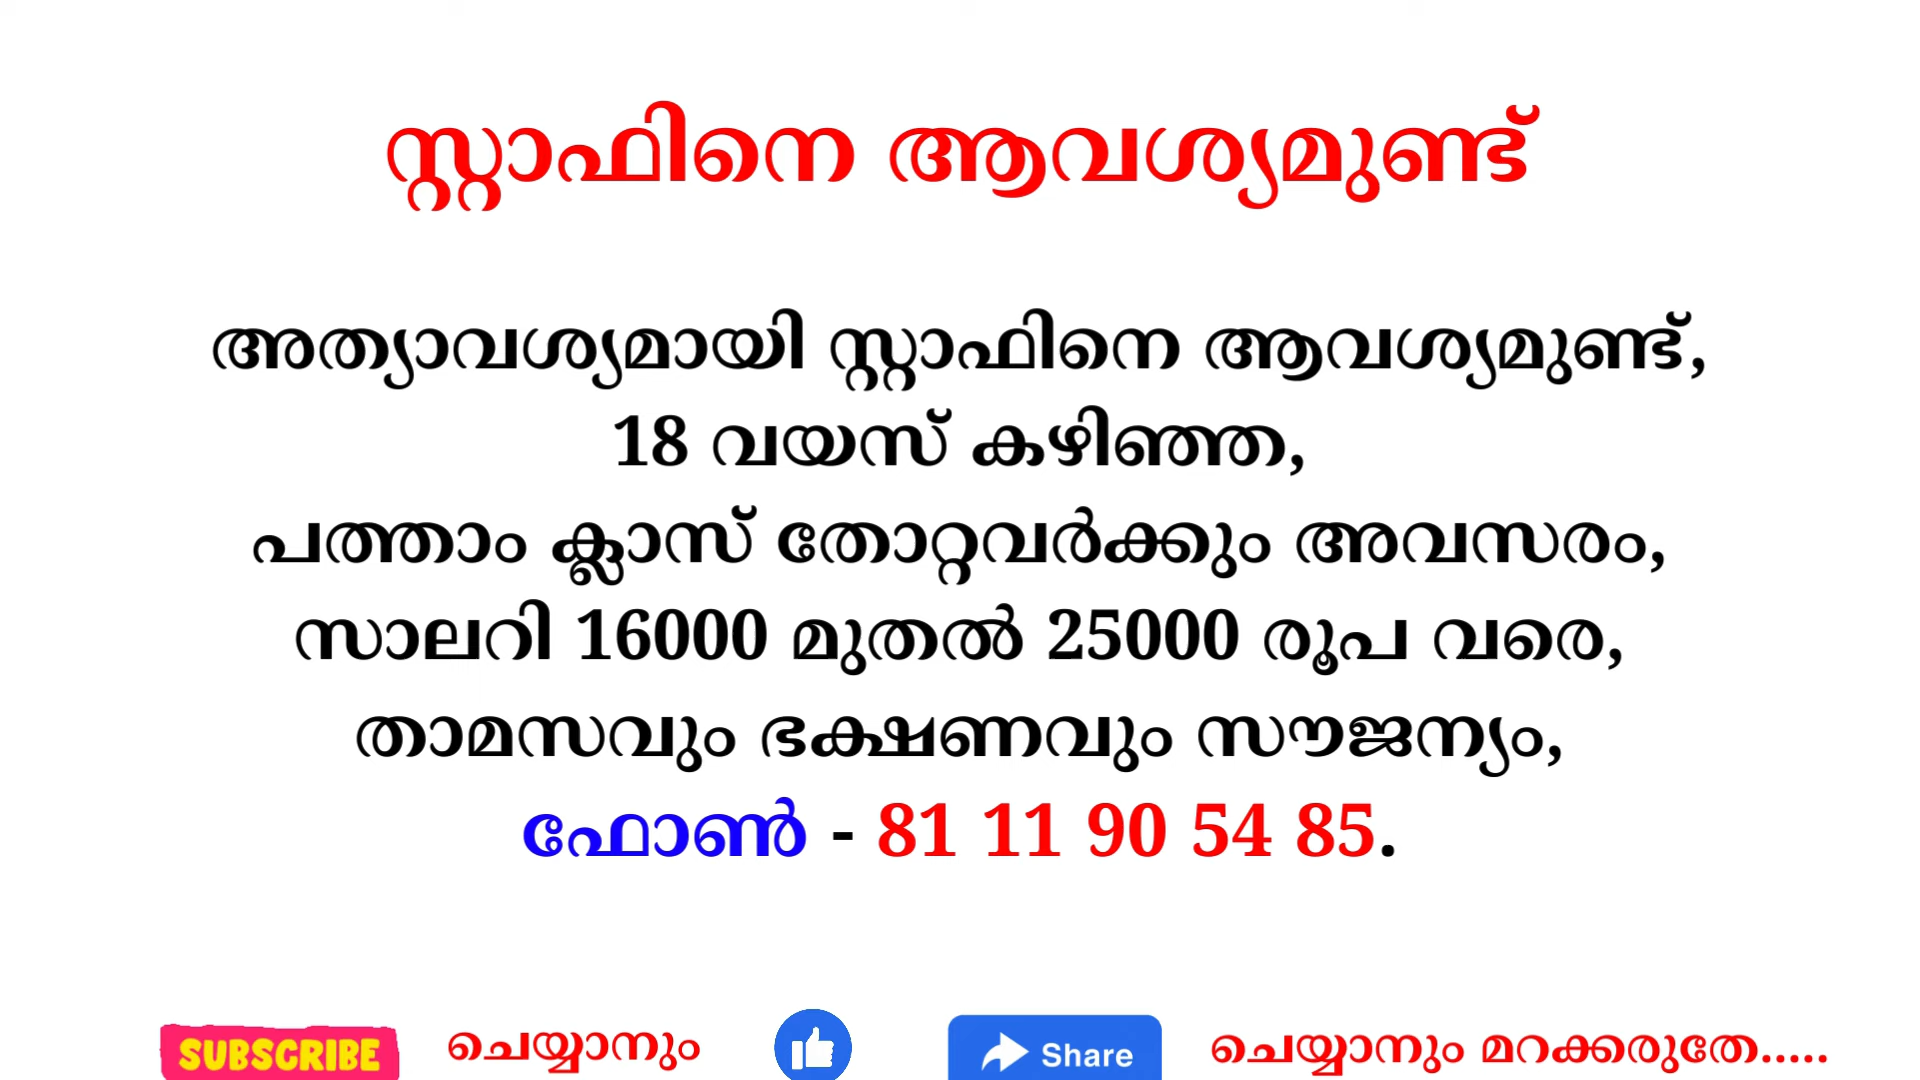 സ്റ്റാഫിനെ ആവശ്യമുണ്ട്
അത്യാവശ്യമായി സ്റ്റാഫിനെ ആവശ്യമുണ്ട്,
18 വയസ് കഴിഞ്ഞ,
പത്താം ക്ലാസ് തോറ്റവർക്കും അവസരം,
സാലറി 16000 മുതൽ 25000 രൂപ വരെ,
താമസവും ഭക്ഷണവും സൗജന്യം,
ഫോൺ - 81 11 90 54 85.
SUBSCRIBE ചെയ്യാനും Share ചെയ്യാനും മറക്കരുതേ.....